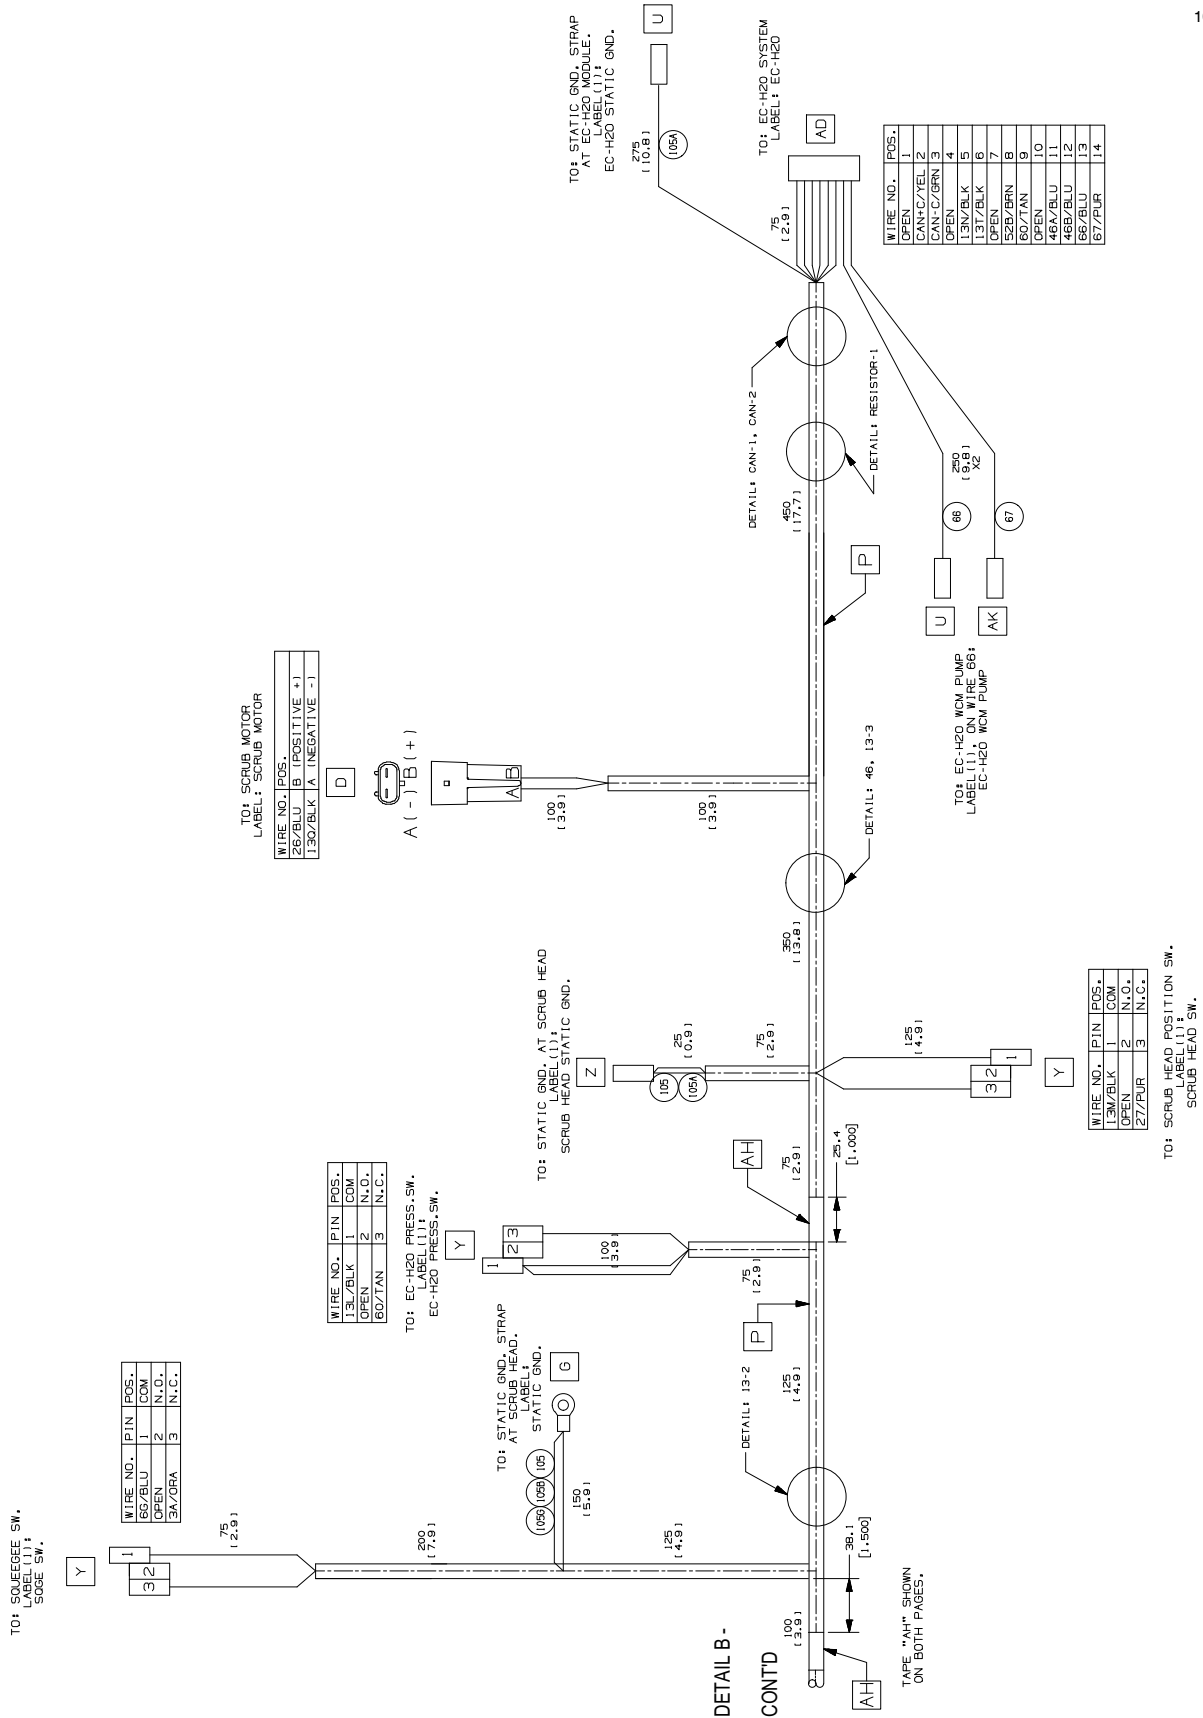 1
TO: SQUEEGEE SW.
LABEL(1):
SQGE SW.
Y
WIRE NO. PIN POS.
6G/BLU 1 COM
OPEN 2 N.O.
3A/ORA 3 N.C.
1
3 2
75
[2.9]
200
[7.9]
125
[4.9]
TO: STATIC GND. STRAP
AT SCRUB HEAD.
LABEL:
STATIC GND.
G
105G 105B 105
150
[5.9]
WIRE NO. PIN POS.
13L/BLK 1 COM
OPEN 2 N.O.
60/TAN 3 N.C.
TO: EC-H2O PRESS.SW.
LABEL(1):
EC-H2O PRESS.SW.
Y
1
2 3
100
[3.9]
75
[2.9]
TO: STATIC GND. AT SCRUB HEAD
LABEL(1):
SCRUB HEAD STATIC GND.
Z
105
105A
25
[0.9]
75
[2.9]
TO: SCRUB MOTOR
LABEL: SCRUB MOTOR
WIRE NO. POS.
26/BLU B (POSITIVE +)
13Q/BLK A (NEGATIVE -)
D
A(-) B(+)
A B
100
[3.9]
100
[3.9]
TO: STATIC GND. STRAP
AT EC-H2O MODULE.
LABEL(1):
EC-H2O STATIC GND.
U
275
[10.8]
105A
TO: EC-H2O SYSTEM
LABEL: EC-H2O
AD
75
[2.9]
WIRE NO. POS.
OPEN 1
CAN+C/YEL 2
CAN-C/GRN 3
OPEN 4
13N/BLK 5
13T/BLK 6
OPEN 7
52B/BRN 8
60/TAN 9
OPEN 10
46A/BLU 11
46B/BLU 12
66/BLU 13
67/PUR 14
DETAIL B -
CONT'D
100
[3.9]
AH
38.1
[1.500]
TAPE "AH" SHOWN
ON BOTH PAGES.
DETAIL: 13-2
125
[4.9]
P
AH
75
[2.9]
25.4
[1.000]
125
[4.9]
3 2
1
Y
WIRE NO. PIN POS.
13M/BLK 1 COM
OPEN 2 N.O.
27/PUR 3 N.C.
TO: SCRUB HEAD POSITION SW.
LABEL(1):
SCRUB HEAD SW.
350
[13.8]
DETAIL: 46, 13-3
P
450
[17.7]
DETAIL: CAN-1, CAN-2
DETAIL: RESISTOR-1
250
[9.8]
X2
66
67
U
AK
TO: EC-H2O WCM PUMP
LABEL(1), ON WIRE 66:
EC-H2O WCM PUMP